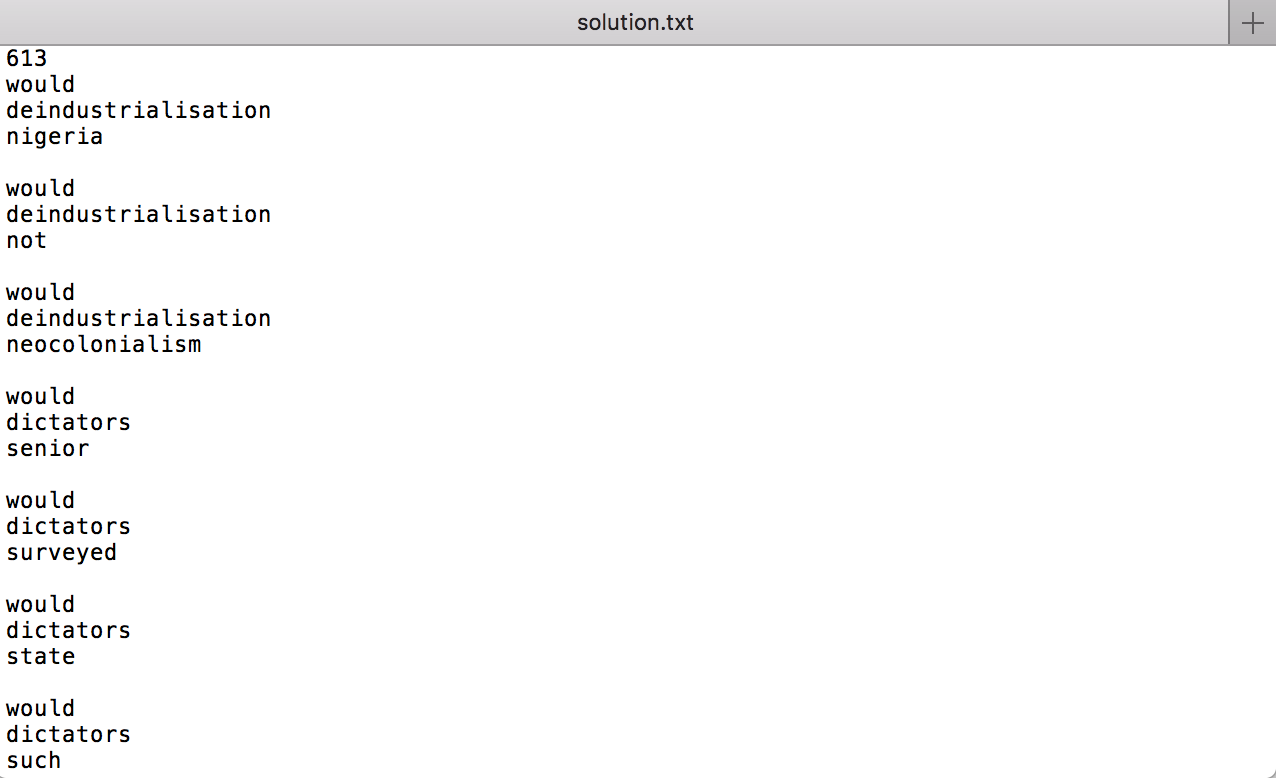 solution.txt
613
would
deindustrialisation
nigeria

would
deindustrialisation
not

would
deindustrialisation
neocolonialism

would
dictators
senior

would
dictators
surveyed

would
dictators
state

would
dictators
such